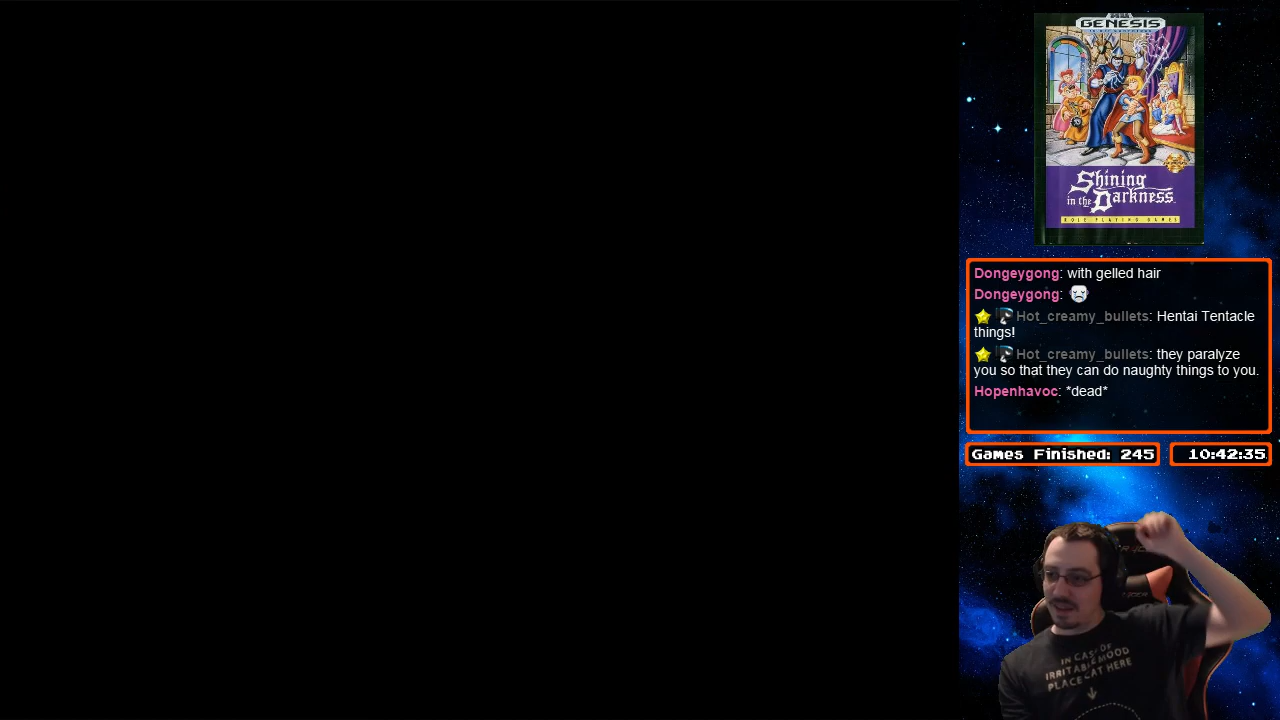 SEGA
GENESIS
Shining
in the Darkness
ROLE PLAYING GAMES
Dongeygong: with gelled hair
Dongeygong:
Hot_creamy_bullets: Hentai Tentacle
things!
Hot_creamy_bullets: they paralyze
you so that they can do naughty things to you.
Hopenhavoc: *dead*
Games Finished: 245
10:42:35
IN CASE OF
IRRITABLE MOOD
PLACE CAT HERE